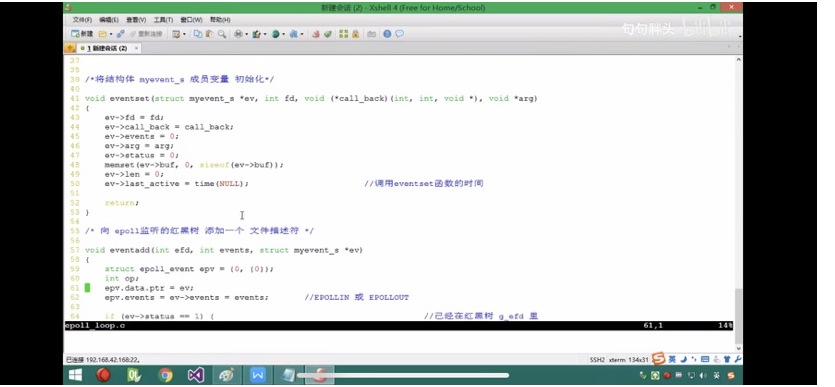 新建会话 (2) - Xshell 4 (Free for Home/School)
句句胖头 bilibili
文件(F) 编辑(E) 查看(V) 工具(T) 窗口(W) 帮助(H)
新建 重新连接
1 新建会话 (2)
37
38
39 /*将结构体 myevent_s 成员变量 初始化*/
40
41 void eventset(struct myevent_s *ev, int fd, void (*call_back)(int, int, void *), void *arg)
42 {
43 ev->fd = fd;
44 ev->call_back = call_back;
45 ev->events = 0;
46 ev->arg = arg;
47 ev->status = 0;
48 memset(ev->buf, 0, sizeof(ev->buf));
49 ev->len = 0;
50 ev->last_active = time(NULL); //调用eventset函数的时间
51
52 return;
53 }
54
55 /* 向 epoll监听的红黑树 添加一个 文件描述符 */
56
57 void eventadd(int efd, int events, struct myevent_s *ev)
58 {
59 struct epoll_event epv = {0, {0}};
60 int op;
61 epv.data.ptr = ev;
62 epv.events = ev->events = events; //EPOLLIN 或 EPOLLOUT
63
64 if (ev->status == 1) { //已经在红黑树 g_efd 里
epoll_loop.c 61,1 14%
已连接 192.168.42.168:22。 SSH2 xterm 134x31 英
英